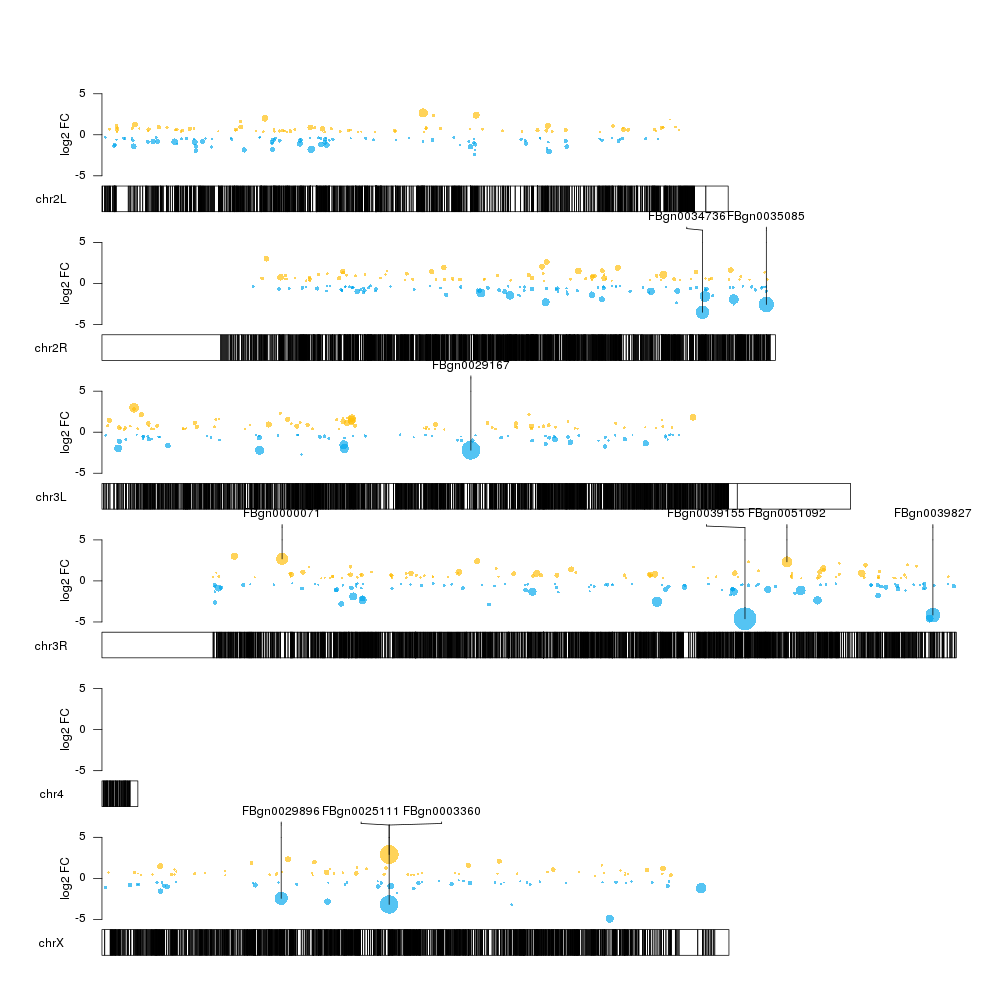 5
log2 FC
0
-5
chr2L
FBgn0034736 FBgn0035085
5
log2 FC
0
-5
chr2R
FBgn0029167
5
log2 FC
0
-5
chr3L
FBgn0000071 FBgn0039155 FBgn0051092 FBgn0039827
5
log2 FC
0
-5
chr3R
5
log2 FC
0
-5
chr4
FBgn0029896 FBgn0025111 FBgn0003360
5
log2 FC
0
-5
chrX